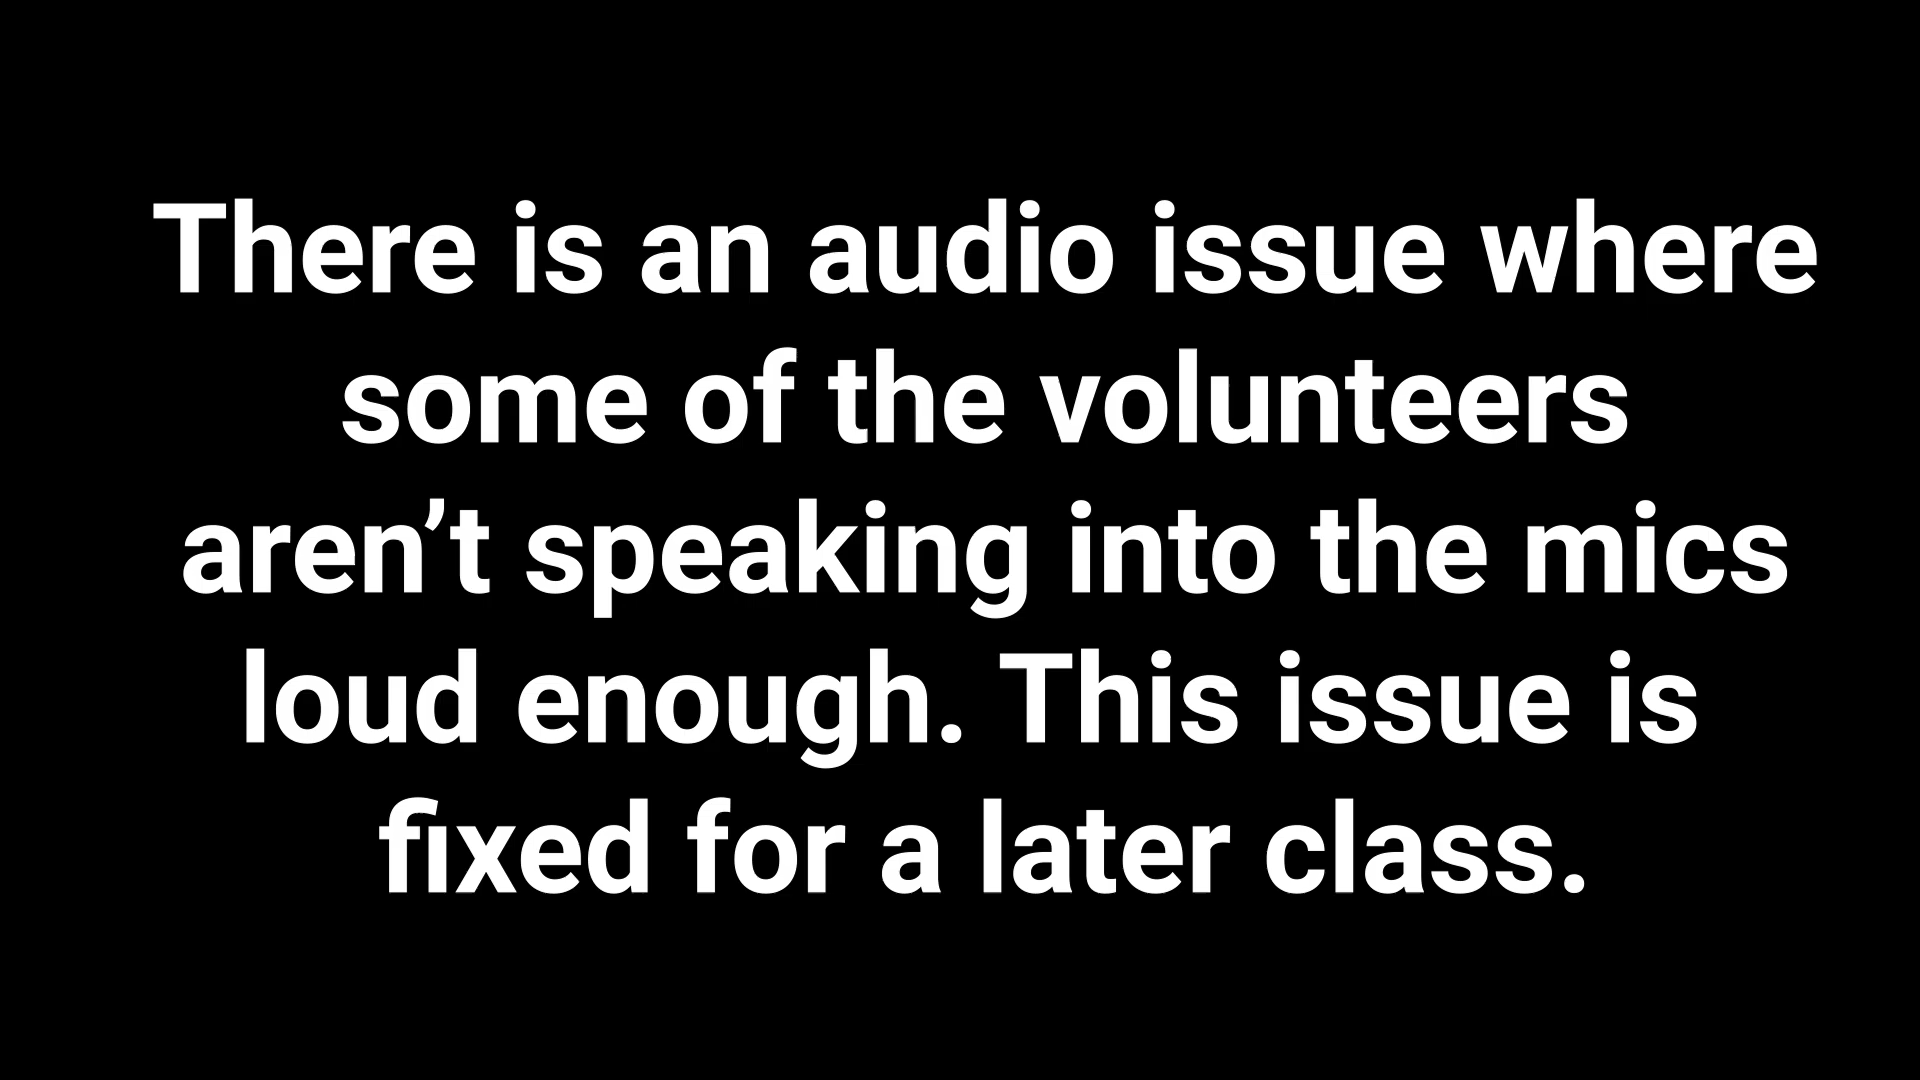 There is an audio issue where
some of the volunteers
aren’t speaking into the mics
loud enough. This issue is
fixed for a later class.